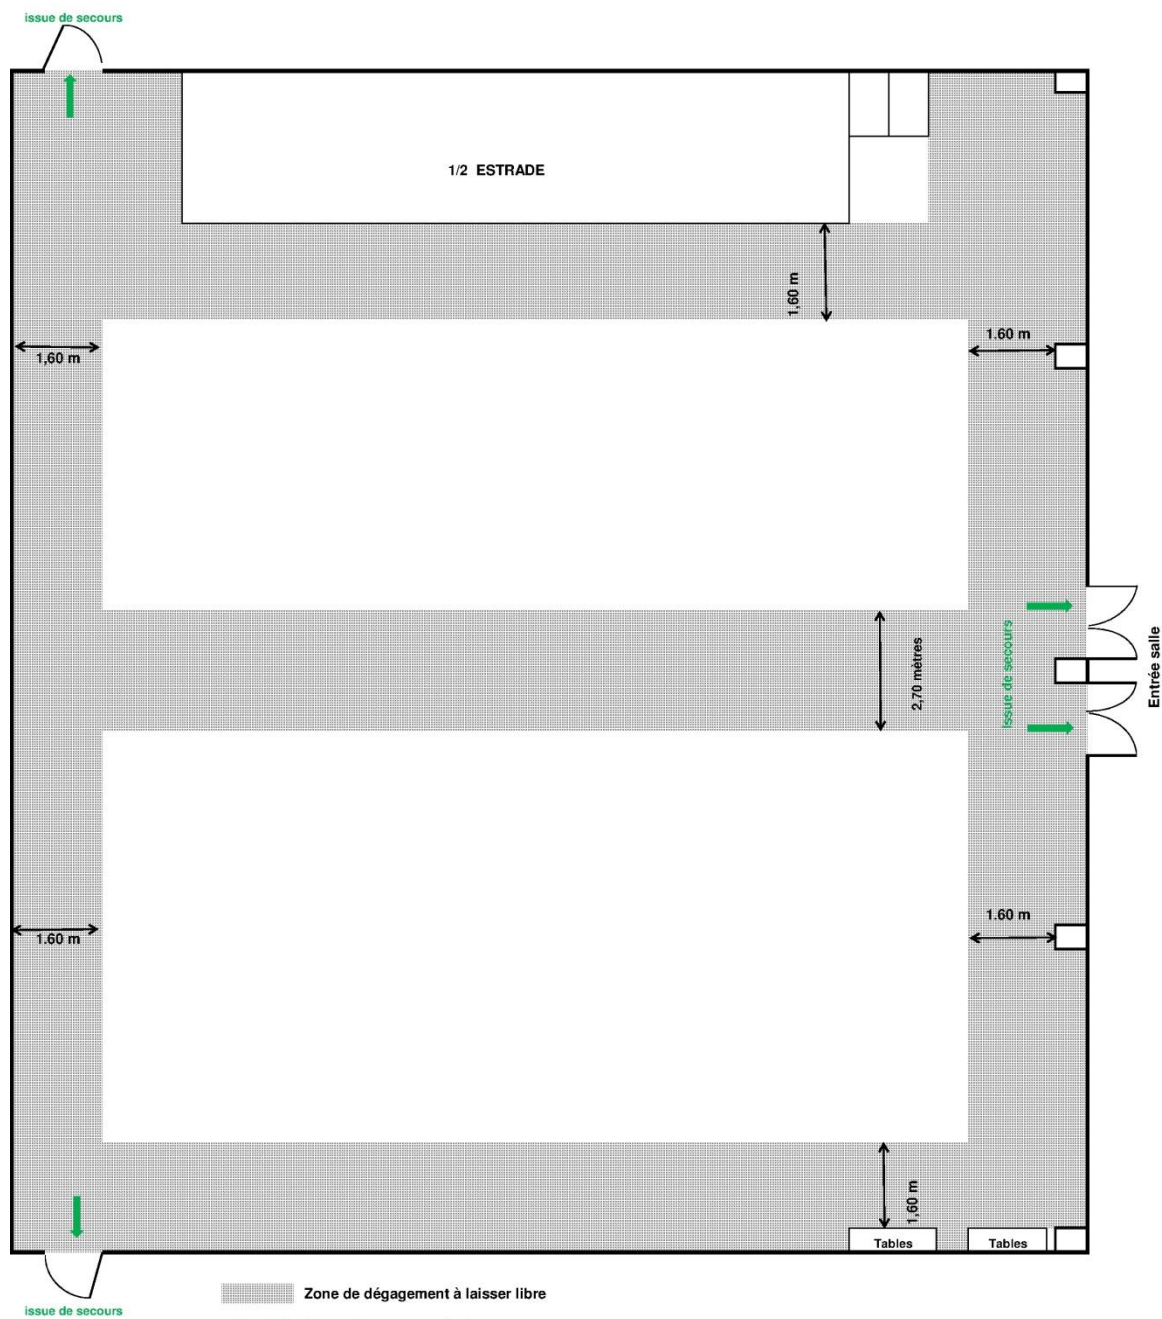 issue de secours
1/2 ESTRADE
1,60 m
1,60 m
1.60 m
2,70 mètres
issue de secours
Entrée salle
1.60 m
1.60 m
1,60 m
Tables
Tables
Zone de dégagement à laisser libre
issue de secours